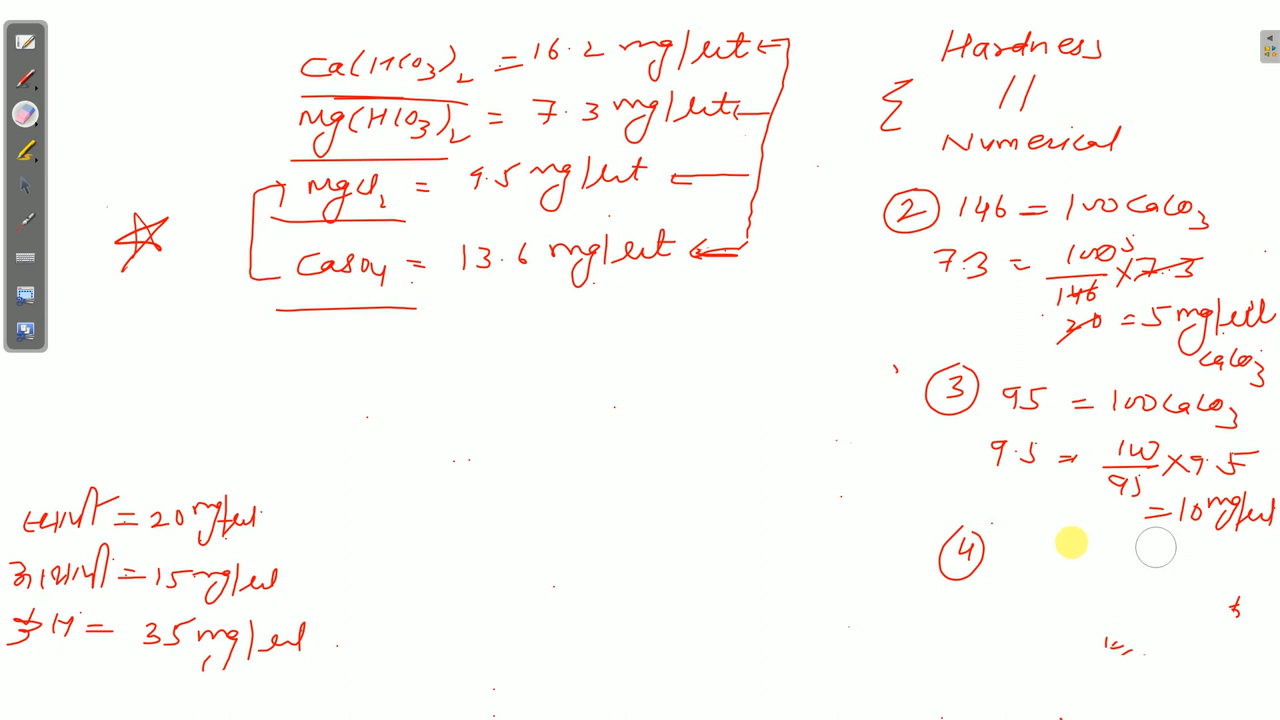 Ca(HCO3)2 = 16.2 mg/lit
Mg(HCO3)2 = 7.3 mg/lit
MgCl2 = 9.5 mg/lit
CaSO4 = 13.6 mg/lit
Hardness
//
Numerical
② 146 = 100 CaCO3
7.3 = 100/146 × 7.3
5
20 = 5 mg/lit
CaCO3
③ 95 = 100 CaCO3
9.5 = 100/95 × 9.5
= 10 mg/lit
④
स्थायी = 20 mg/lit
अस्थायी = 15 mg/lit
= 35 mg/lit